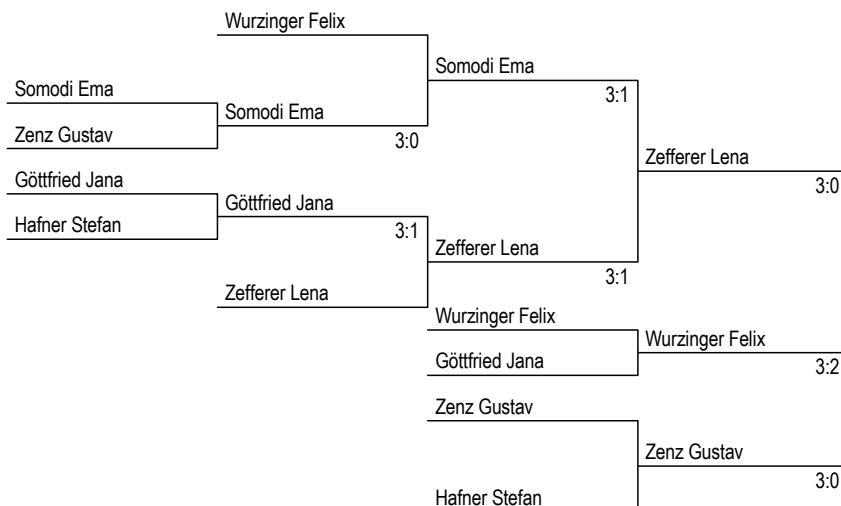 Wurzinger Felix
Somodi Ema
Somodi Ema
3:1
Somodi Ema
Zenz Gustav
3:0
Zefferer Lena
Göttfried Jana
3:0
Göttfried Jana
Hafner Stefan
3:1
Zefferer Lena
3:1
Zefferer Lena
Wurzinger Felix
Wurzinger Felix
Göttfried Jana
3:2
Zenz Gustav
Zenz Gustav
3:0
Hafner Stefan